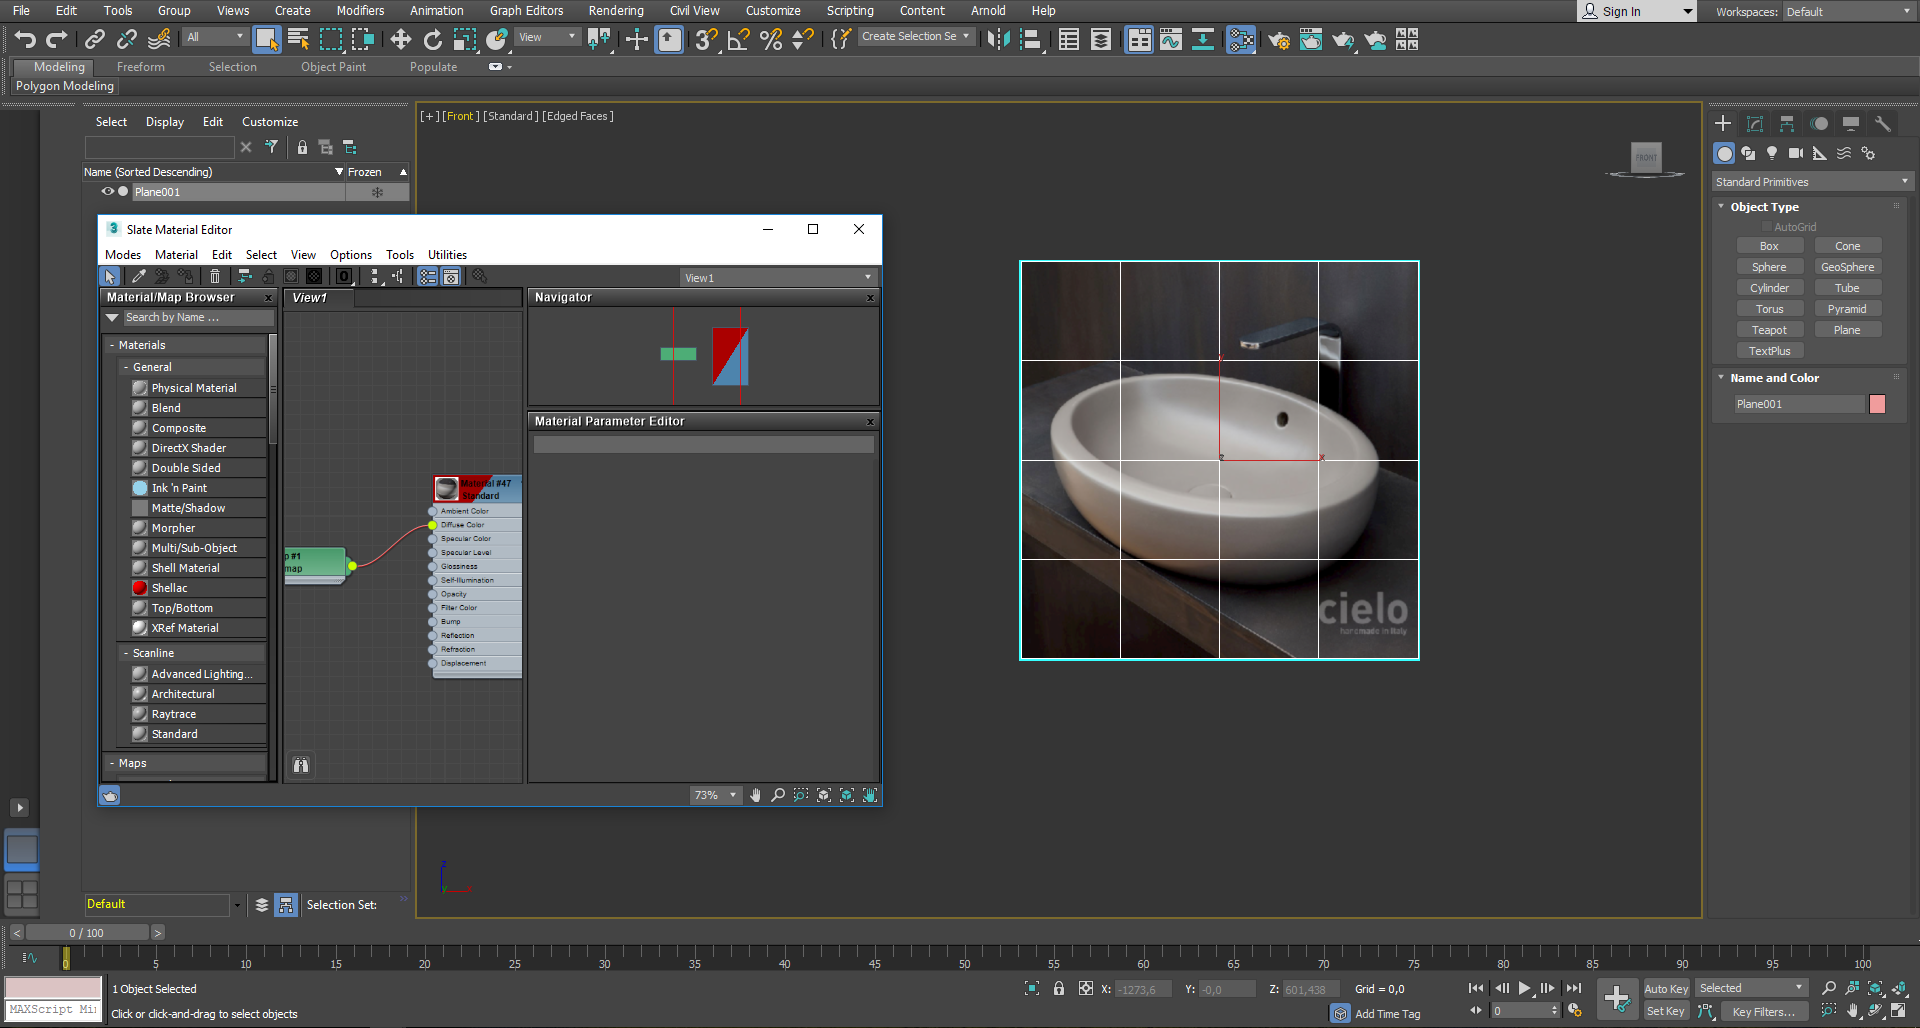 File Edit Tools Group Views Create Modifiers Animation Graph Editors Rendering Civil View Customize Scripting Content Arnold Help Sign In Workspaces: Default
All View Create Selection Se
Modeling Freeform Selection Object Paint Populate
Polygon Modeling
Select Display Edit Customize
[+] [Front] [Standard] [Edged Faces]
FRONT
Name (Sorted Descending) Frozen
Plane001
Slate Material Editor
Modes Material Edit Select View Options Tools Utilities
View1
Material/Map Browser
Search by Name ...
- Materials
- General
Physical Material
Blend
Composite
DirectX Shader
Double Sided
Ink 'n Paint
Matte/Shadow
Morpher
Multi/Sub-Object
Shell Material
Shellac
Top/Bottom
XRef Material
- Scanline
Advanced Lighting...
Architectural
Raytrace
Standard
- Maps
View1
p #1
map
Material #47
Standard
Ambient Color
Diffuse Color
Specular Color
Specular Level
Glossiness
Self-Illumination
Opacity
Filter Color
Bump
Reflection
Refraction
Displacement
Navigator
Material Parameter Editor
73%
x
cielo
handmade in Italy
z
y
Standard Primitives
Object Type
AutoGrid
Box Cone
Sphere GeoSphere
Cylinder Tube
Torus Pyramid
Teapot Plane
TextPlus
Name and Color
Plane001
Default Selection Set:
< 0 / 100 >
0 5 10 15 20 25 30 35 40 45 50 55 60 65 70 75 80 85 90 95 100
1 Object Selected
X: -1273,6 Y: -0,0 Z: 601,438 Grid = 0,0
Auto Key Selected
MAXScript Mi
Click or click-and-drag to select objects
Add Time Tag
0
Set Key Key Filters...